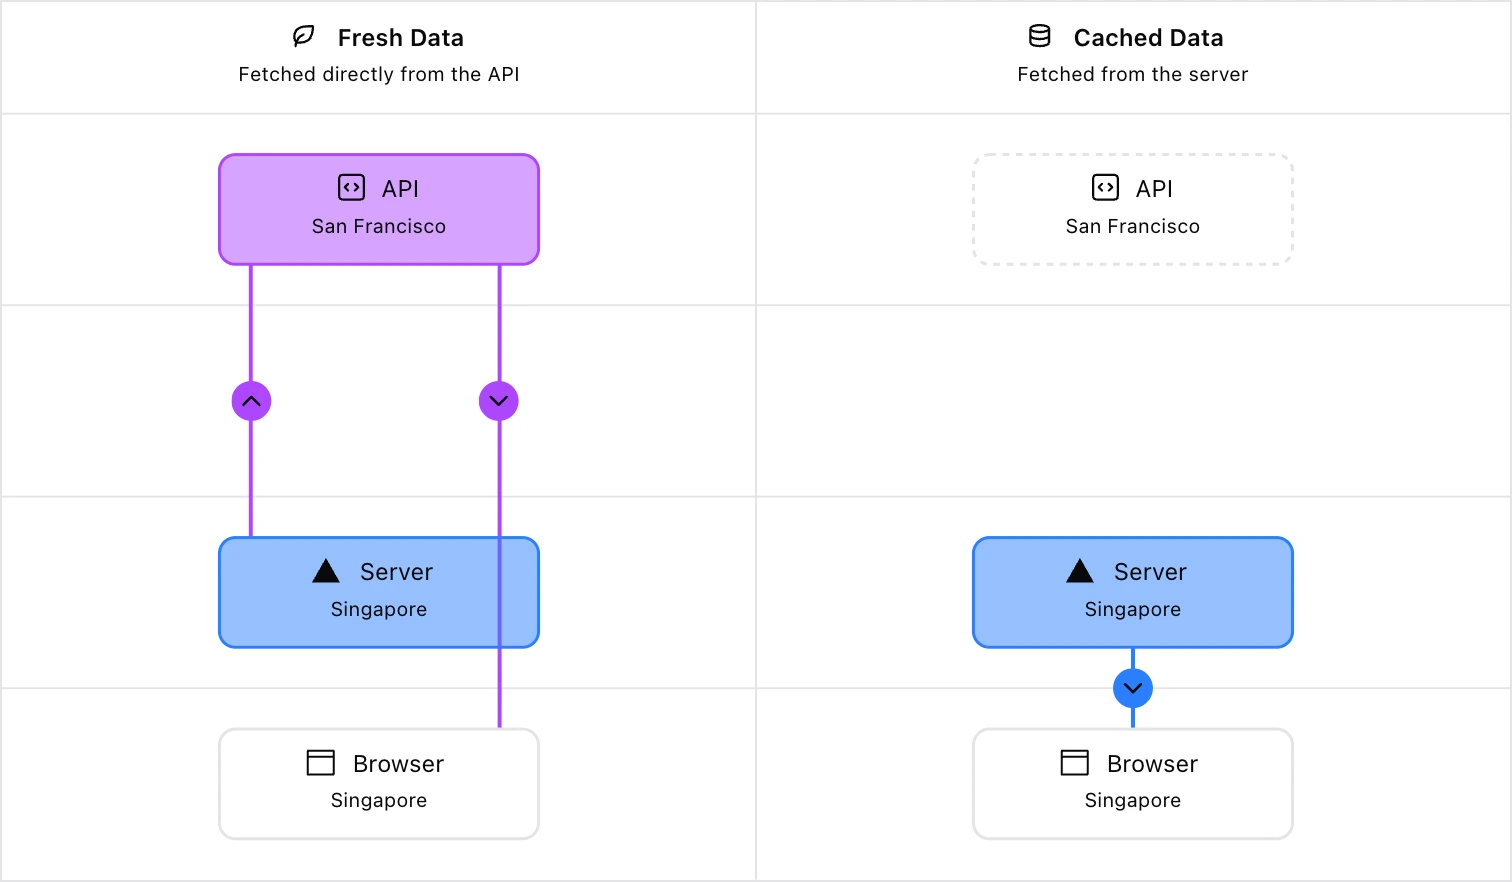 Fresh Data
Fetched directly from the API
API
San Francisco
Server
Singapore
Browser
Singapore
Cached Data
Fetched from the server
API
San Francisco
Server
Singapore
Browser
Singapore